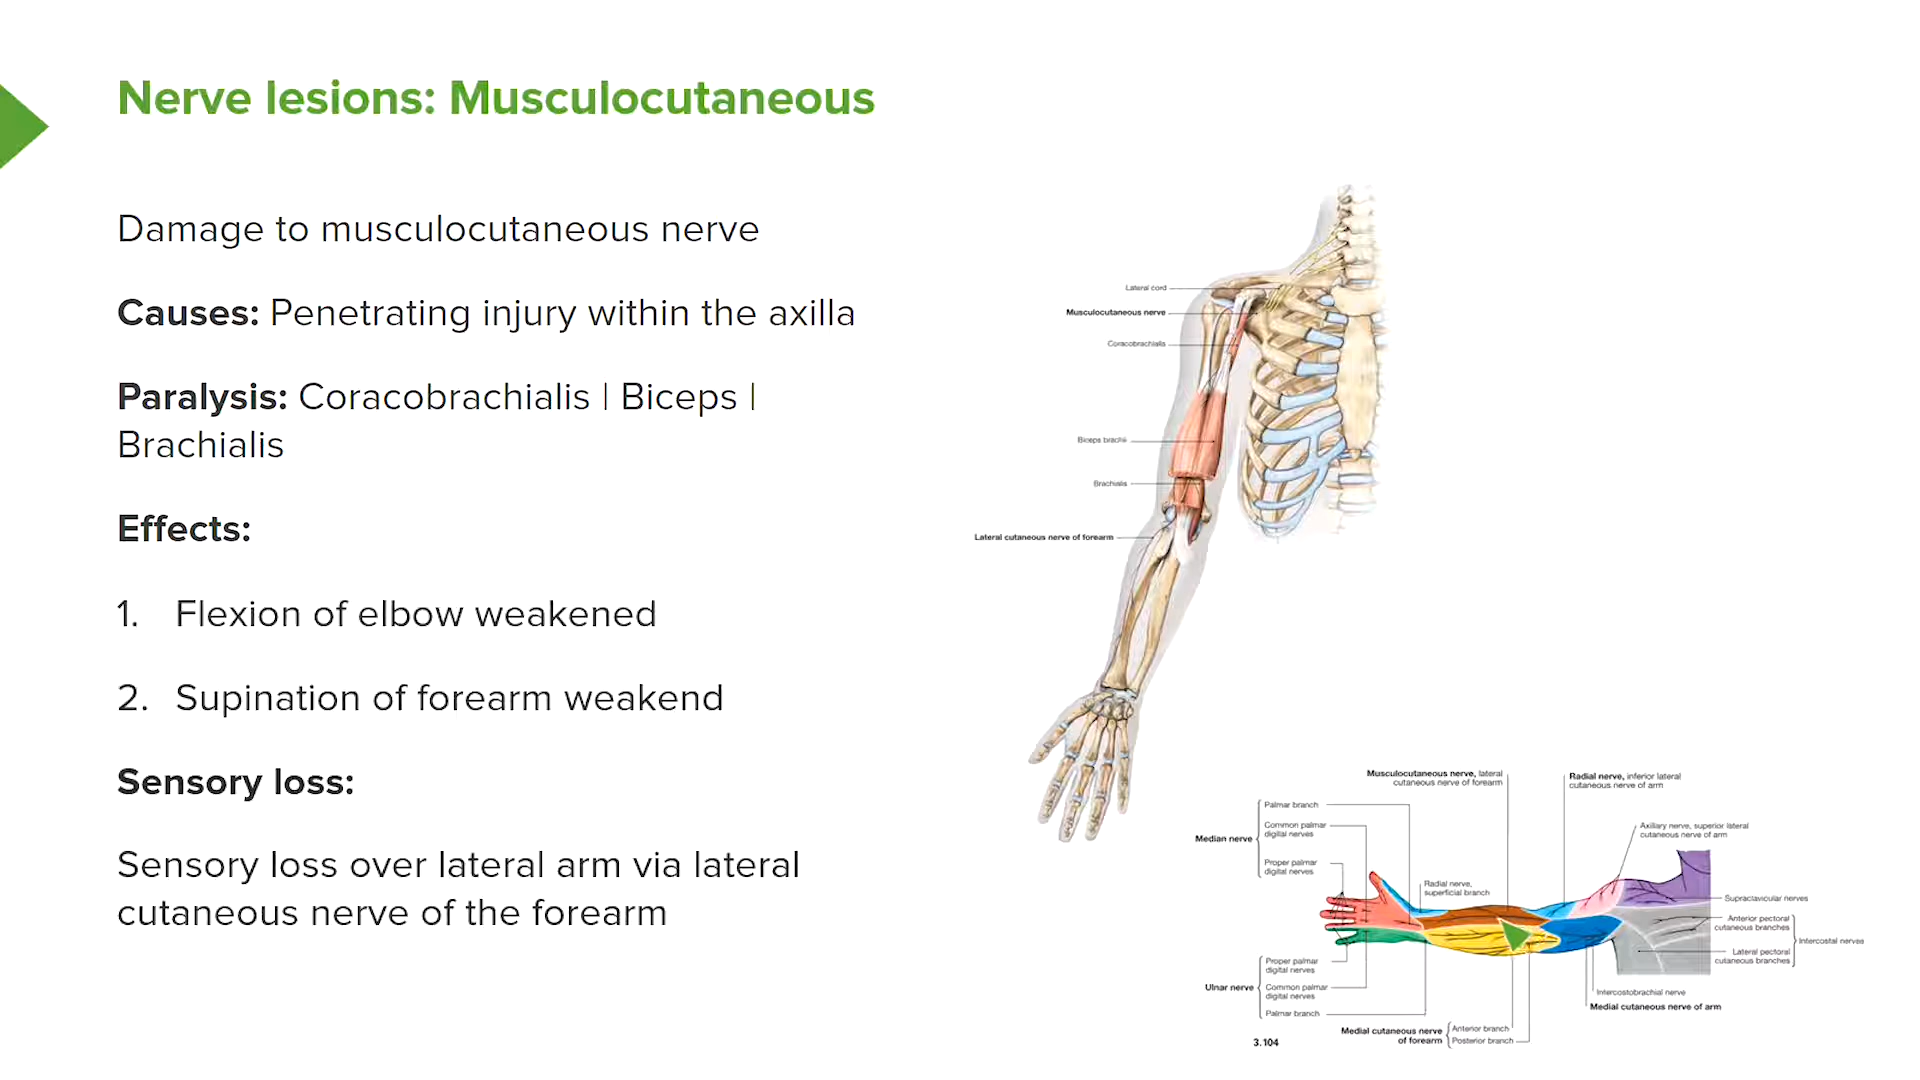 Nerve lesions: Musculocutaneous
Damage to musculocutaneous nerve
Causes: Penetrating injury within the axilla
Paralysis: Coracobrachialis | Biceps |
Brachialis
Effects:
1. Flexion of elbow weakened
2. Supination of forearm weakend
Sensory loss:
Sensory loss over lateral arm via lateral
cutaneous nerve of the forearm
Lateral cord
Musculocutaneous nerve
Coracobrachialis
Biceps brachii
Brachialis
Lateral cutaneous nerve of forearm
Musculocutaneous nerve, lateral
cutaneous nerve of forearm
Radial nerve, inferior lateral
cutaneous nerve of arm
Palmar branch
Common palmar
digital nerves
Median nerve
Proper palmar
digital nerves
Radial nerve,
superficial branch
Axillary nerve, superior lateral
cutaneous nerve of arm
Supraclavicular nerves
Anterior pectoral
cutaneous branches
Intercostal nerves
Lateral pectoral
cutaneous branches
Proper palmar
digital nerves
Ulnar nerve
Common palmar
digital nerves
Palmar branch
Intercostobrachial nerve
Medial cutaneous nerve of arm
Medial cutaneous nerve
of forearm
Anterior branch
Posterior branch
3.104